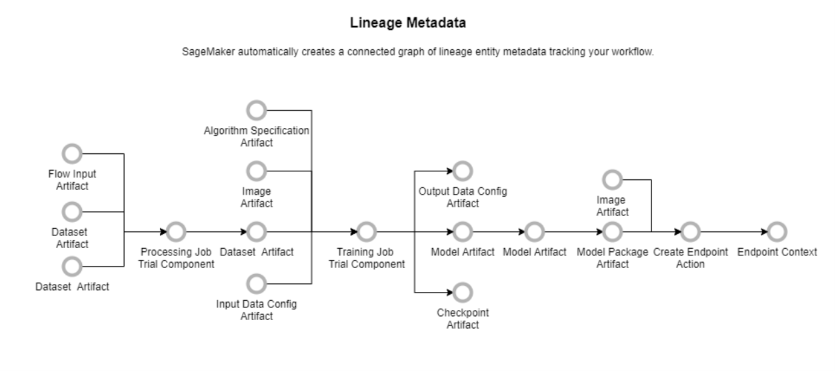 Lineage Metadata
SageMaker automatically creates a connected graph of lineage entity metadata tracking your workflow.
Algorithm Specification
Artifact
Flow Input
Artifact
Image
Artifact
Output Data Config
Artifact
Image
Artifact
Dataset
Artifact
Processing Job
Trial Component
Dataset Artifact
Training Job
Trial Component
Model Artifact
Model Artifact
Model Package
Artifact
Create Endpoint
Action
Endpoint Context
Dataset Artifact
Input Data Config
Artifact
Checkpoint
Artifact